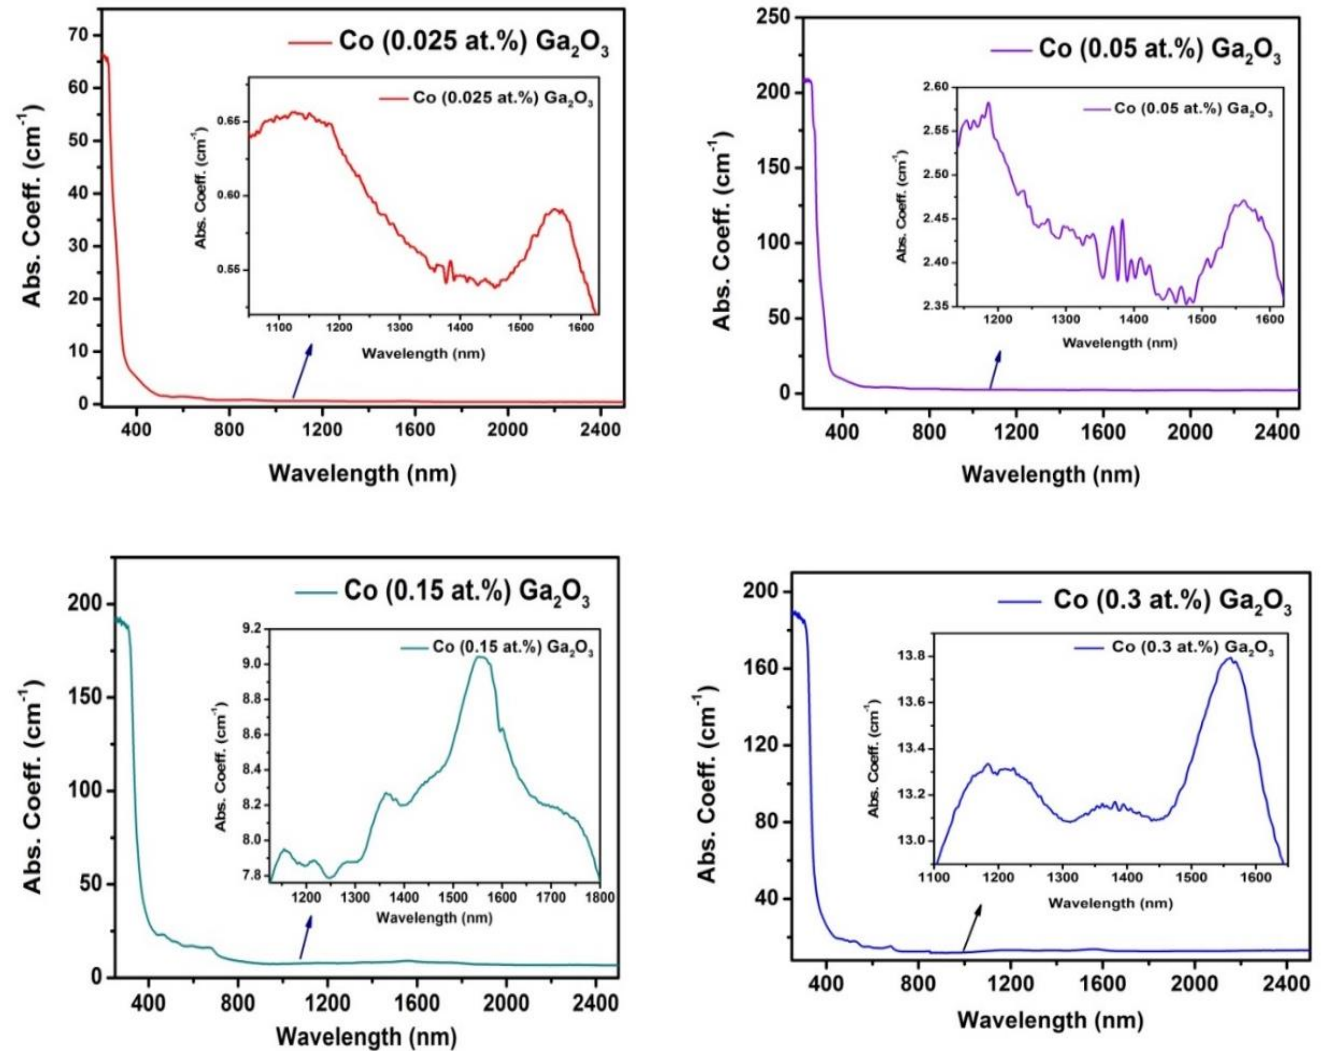 Co (0.025 at.%) Ga₂O₃
Co (0.025 at.%) Ga₂O₃
Abs. Coeff. (cm⁻¹)
70
60
50
40
30
20
10
0
Abs. Coeff. (cm⁻¹)
0.65
0.60
0.55
1100 1200 1300 1400 1500 1600
Wavelength (nm)
400 800 1200 1600 2000 2400
Wavelength (nm)
Co (0.05 at.%) Ga₂O₃
Co (0.05 at.%) Ga₂O₃
Abs. Coeff. (cm⁻¹)
250
200
150
100
50
0
Abs. Coeff. (cm⁻¹)
2.60
2.55
2.50
2.45
2.40
2.35
1200 1300 1400 1500 1600
Wavelength (nm)
400 800 1200 1600 2000 2400
Wavelength (nm)
Co (0.15 at.%) Ga₂O₃
Co (0.15 at.%) Ga₂O₃
Abs. Coeff. (cm⁻¹)
200
150
100
50
0
Abs. Coeff. (cm⁻¹)
9.2
9.0
8.8
8.6
8.4
8.2
8.0
7.8
1200 1300 1400 1500 1600 1700 1800
Wavelength (nm)
400 800 1200 1600 2000 2400
Wavelength (nm)
Co (0.3 at.%) Ga₂O₃
Co (0.3 at.%) Ga₂O₃
Abs. Coeff. (cm⁻¹)
200
160
120
80
40
Abs. Coeff. (cm⁻¹)
13.8
13.6
13.4
13.2
13.0
1100 1200 1300 1400 1500 1600
Wavelength (nm)
400 800 1200 1600 2000 2400
Wavelength (nm)